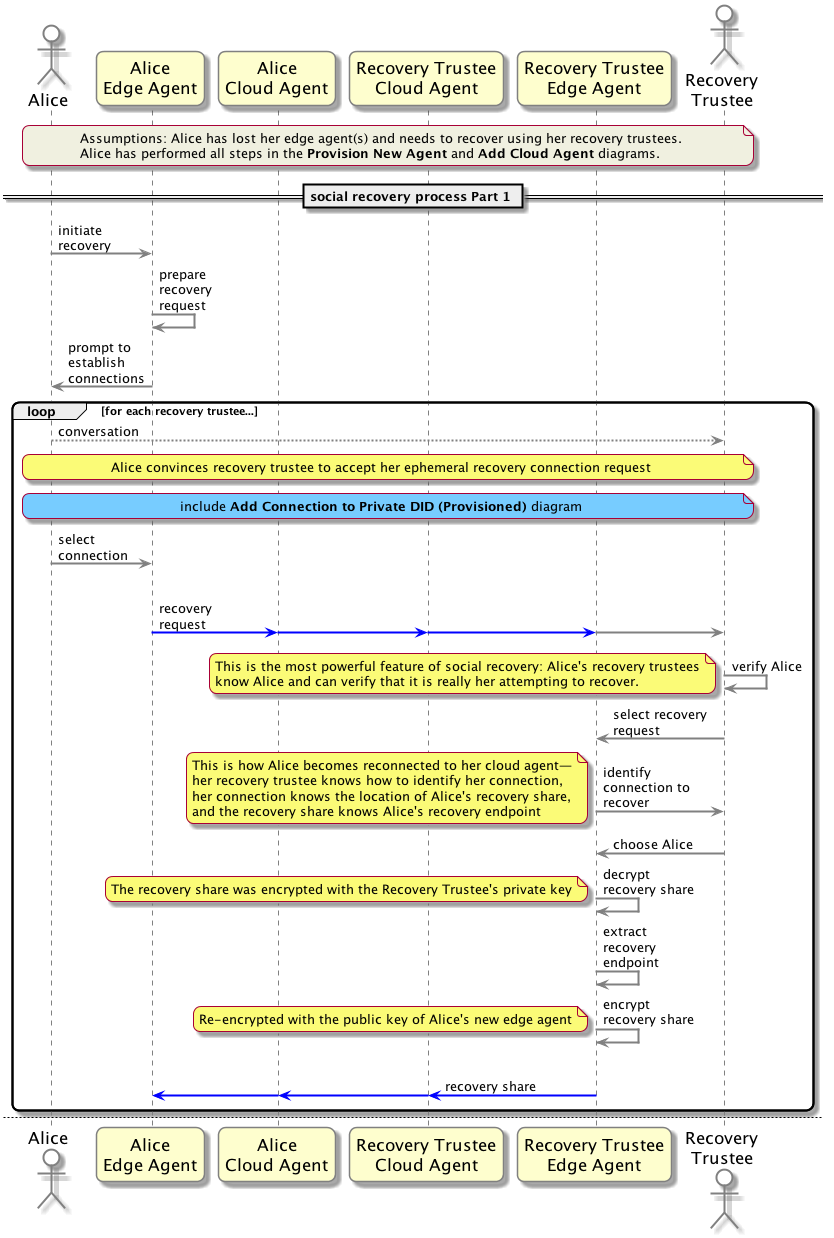 Alice
Alice
Edge Agent
Alice
Cloud Agent
Recovery Trustee
Cloud Agent
Recovery Trustee
Edge Agent
Recovery
Trustee
Assumptions: Alice has lost her edge agent(s) and needs to recover using her recovery trustees.
Alice has performed all steps in the Provision New Agent and Add Cloud Agent diagrams.
social recovery process Part 1
initiate
recovery
prepare
recovery
request
prompt to
establish
connections
loop [for each recovery trustee...]
conversation
Alice convinces recovery trustee to accept her ephemeral recovery connection request
include Add Connection to Private DID (Provisioned) diagram
select
connection
recovery
request
This is the most powerful feature of social recovery: Alice's recovery trustees
know Alice and can verify that it is really her attempting to recover.
verify Alice
select recovery
request
This is how Alice becomes reconnected to her cloud agent—
her recovery trustee knows how to identify her connection,
her connection knows the location of Alice's recovery share,
and the recovery share knows Alice's recovery endpoint
identify
connection to
recover
choose Alice
The recovery share was encrypted with the Recovery Trustee's private key
decrypt
recovery share
extract
recovery
endpoint
Re-encrypted with the public key of Alice's new edge agent
encrypt
recovery share
recovery share
Alice
Alice
Edge Agent
Alice
Cloud Agent
Recovery Trustee
Cloud Agent
Recovery Trustee
Edge Agent
Recovery
Trustee